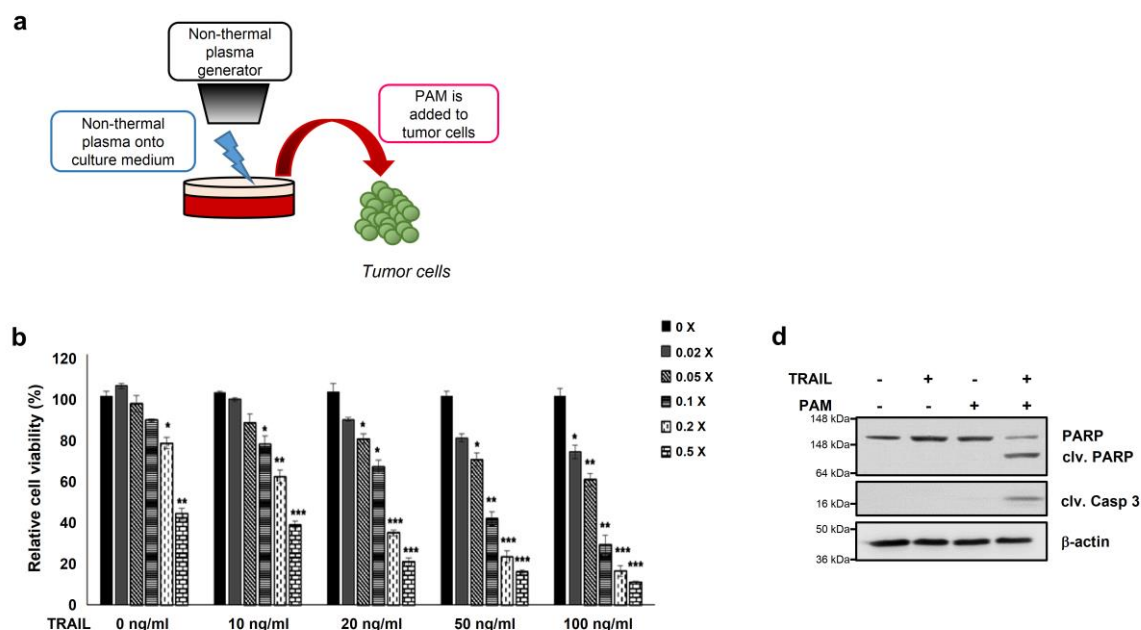 a
Non-thermal
plasma
generator
Non-thermal
plasma onto
culture medium
PAM is
added to
tumor cells
Tumor cells
b
Relative cell viability (%)
120
100
80
60
40
20
0
* ** * ** *** * * *** *** * * ** *** *** * ** ** *** ***
TRAIL 0 ng/ml 10 ng/ml 20 ng/ml 50 ng/ml 100 ng/ml
0 X
0.02 X
0.05 X
0.1 X
0.2 X
0.5 X
d
TRAIL - + - +
PAM - - + +
148 kDa
148 kDa
64 kDa
PARP
clv. PARP
16 kDa
clv. Casp 3
50 kDa
36 kDa
β-actin